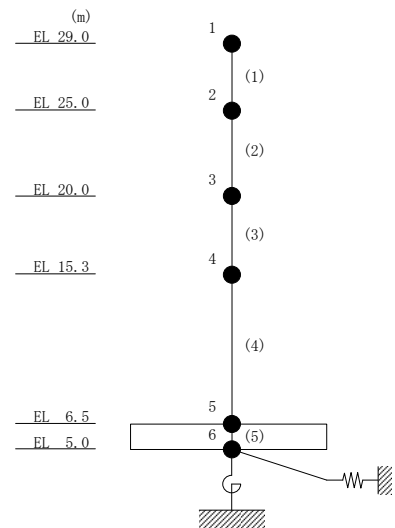 (m)
1
EL 29.0
(1)
2
EL 25.0
(2)
3
EL 20.0
(3)
4
EL 15.3
(4)
5
EL 6.5
6
(5)
EL 5.0